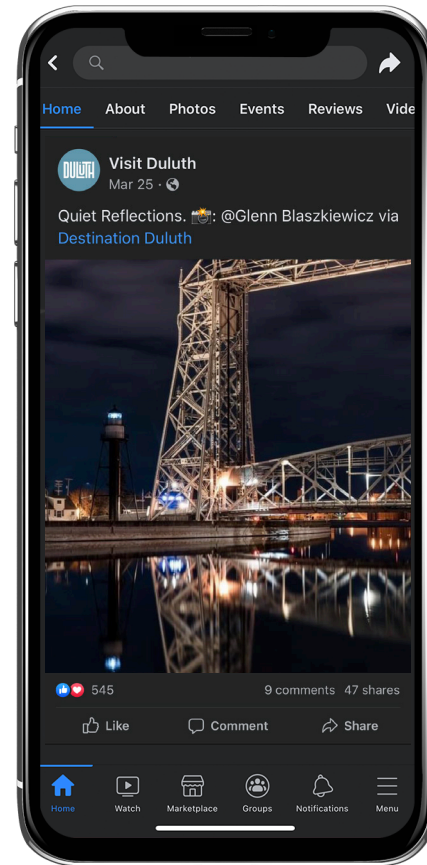 Home About Photos Events Reviews Vide
DULUTH
Visit Duluth
Mar 25 ·
Quiet Reflections. 📸: @Glenn Blaszkiewicz via
Destination Duluth
545 9 comments 47 shares
Like Comment Share
Home Watch Marketplace Groups Notifications Menu